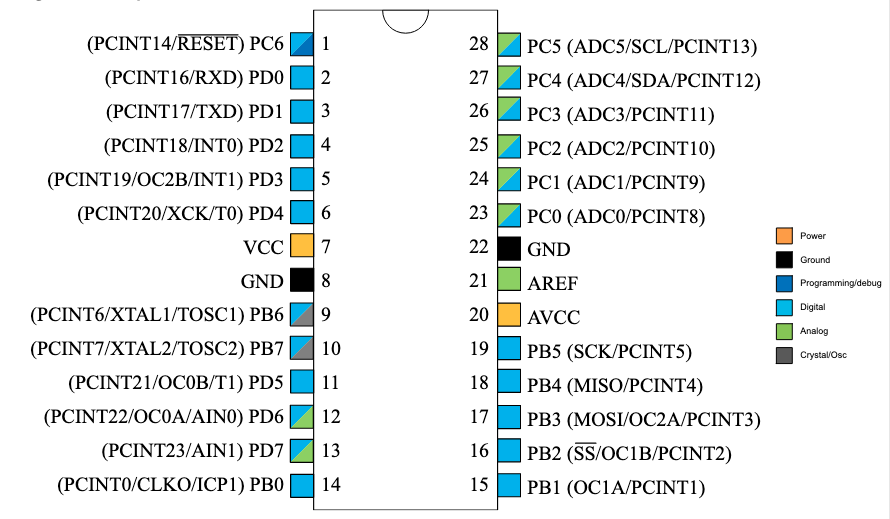 (PCINT14/RESET) PC6 1
(PCINT16/RXD) PD0 2
(PCINT17/TXD) PD1 3
(PCINT18/INT0) PD2 4
(PCINT19/OC2B/INT1) PD3 5
(PCINT20/XCK/T0) PD4 6
VCC 7
GND 8
(PCINT6/XTAL1/TOSC1) PB6 9
(PCINT7/XTAL2/TOSC2) PB7 10
(PCINT21/OC0B/T1) PD5 11
(PCINT22/OC0A/AIN0) PD6 12
(PCINT23/AIN1) PD7 13
(PCINT0/CLKO/ICP1) PB0 14
28 PC5 (ADC5/SCL/PCINT13)
27 PC4 (ADC4/SDA/PCINT12)
26 PC3 (ADC3/PCINT11)
25 PC2 (ADC2/PCINT10)
24 PC1 (ADC1/PCINT9)
23 PC0 (ADC0/PCINT8)
22 GND
21 AREF
20 AVCC
19 PB5 (SCK/PCINT5)
18 PB4 (MISO/PCINT4)
17 PB3 (MOSI/OC2A/PCINT3)
16 PB2 (SS/OC1B/PCINT2)
15 PB1 (OC1A/PCINT1)
Power
Ground
Programming/debug
Digital
Analog
Crystal/Osc